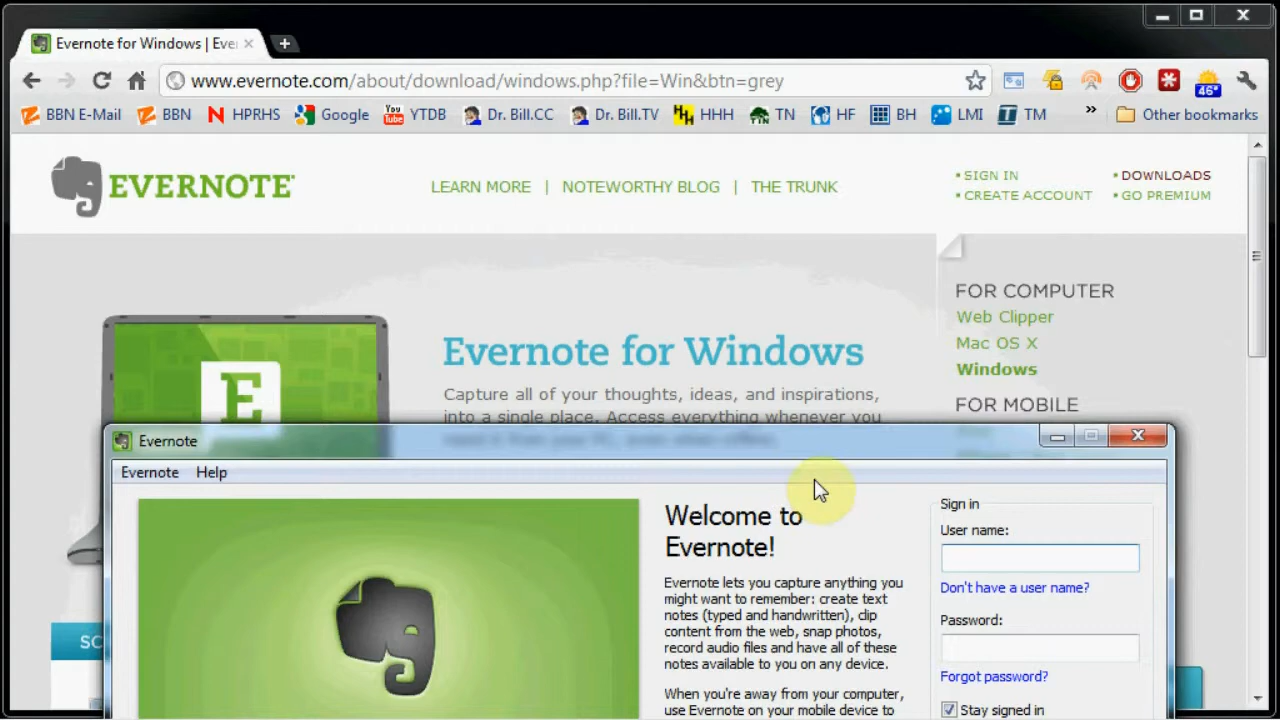 Evernote for Windows | Eve
www.evernote.com/about/download/windows.php?file=Win&btn=grey
46°
BBN E-Mail BBN HPRHS Google You Tube YTDB Dr. Bill.CC Dr. Bill.TV HHH TN HF BH LMI TM » Other bookmarks
EVERNOTE
LEARN MORE | NOTEWORTHY BLOG | THE TRUNK
• SIGN IN • DOWNLOADS
• CREATE ACCOUNT • GO PREMIUM
FOR COMPUTER
Web Clipper
Mac OS X
Windows
FOR MOBILE
E
Evernote for Windows
Capture all of your thoughts, ideas, and inspirations,
into a single place. Access everything whenever you
SC
Evernote
Evernote Help
Welcome to
Evernote!
Evernote lets you capture anything you
might want to remember: create text
notes (typed and handwritten), clip
content from the web, snap photos,
record audio files and have all of these
notes available to you on any device.
When you're away from your computer,
use Evernote on your mobile device to
Sign in
User name:
Don't have a user name?
Password:
Forgot password?
Stay signed in